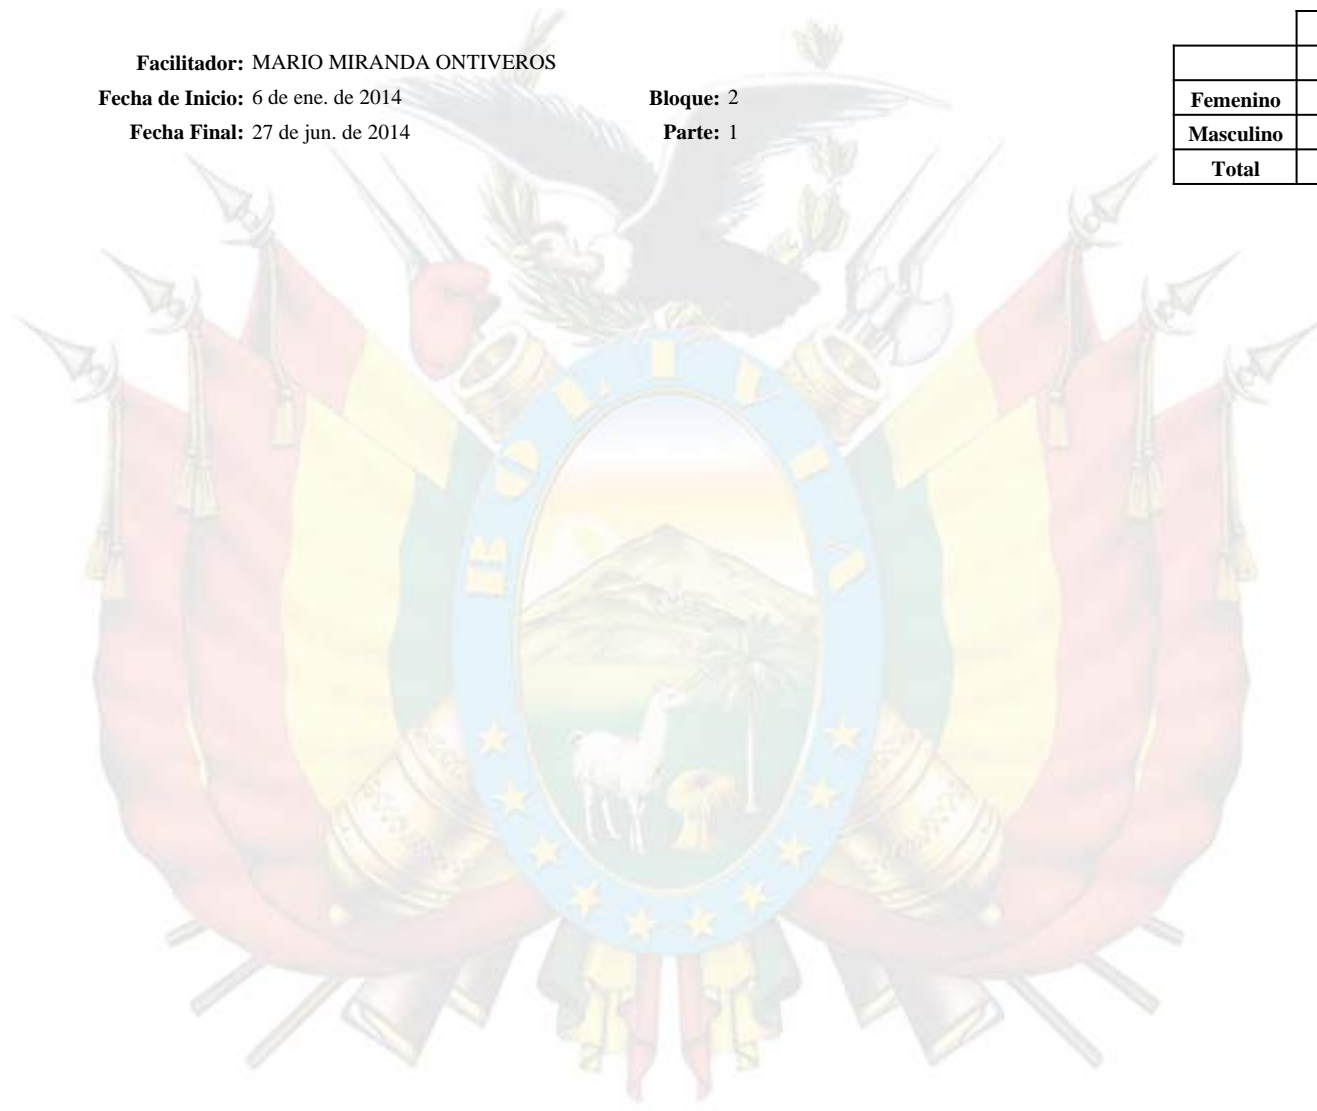 Facilitador: MARIO MIRANDA ONTIVEROS
Fecha de Inicio: 6 de ene. de 2014 Bloque: 2
Fecha Final: 27 de jun. de 2014 Parte: 1
Femenino
Masculino
Total
BOLIVIA